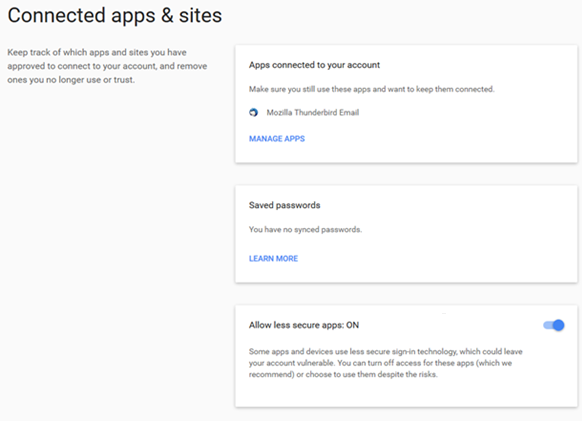 Connected apps & sites
Keep track of which apps and sites you have
approved to connect to your account, and remove
ones you no longer use or trust.
Apps connected to your account
Make sure you still use these apps and want to keep them connected.
Mozilla Thunderbird Email
MANAGE APPS
Saved passwords
You have no synced passwords.
LEARN MORE
Allow less secure apps: ON
Some apps and devices use less secure sign-in technology, which could leave
your account vulnerable. You can turn off access for these apps (which we
recommend) or choose to use them despite the risks.